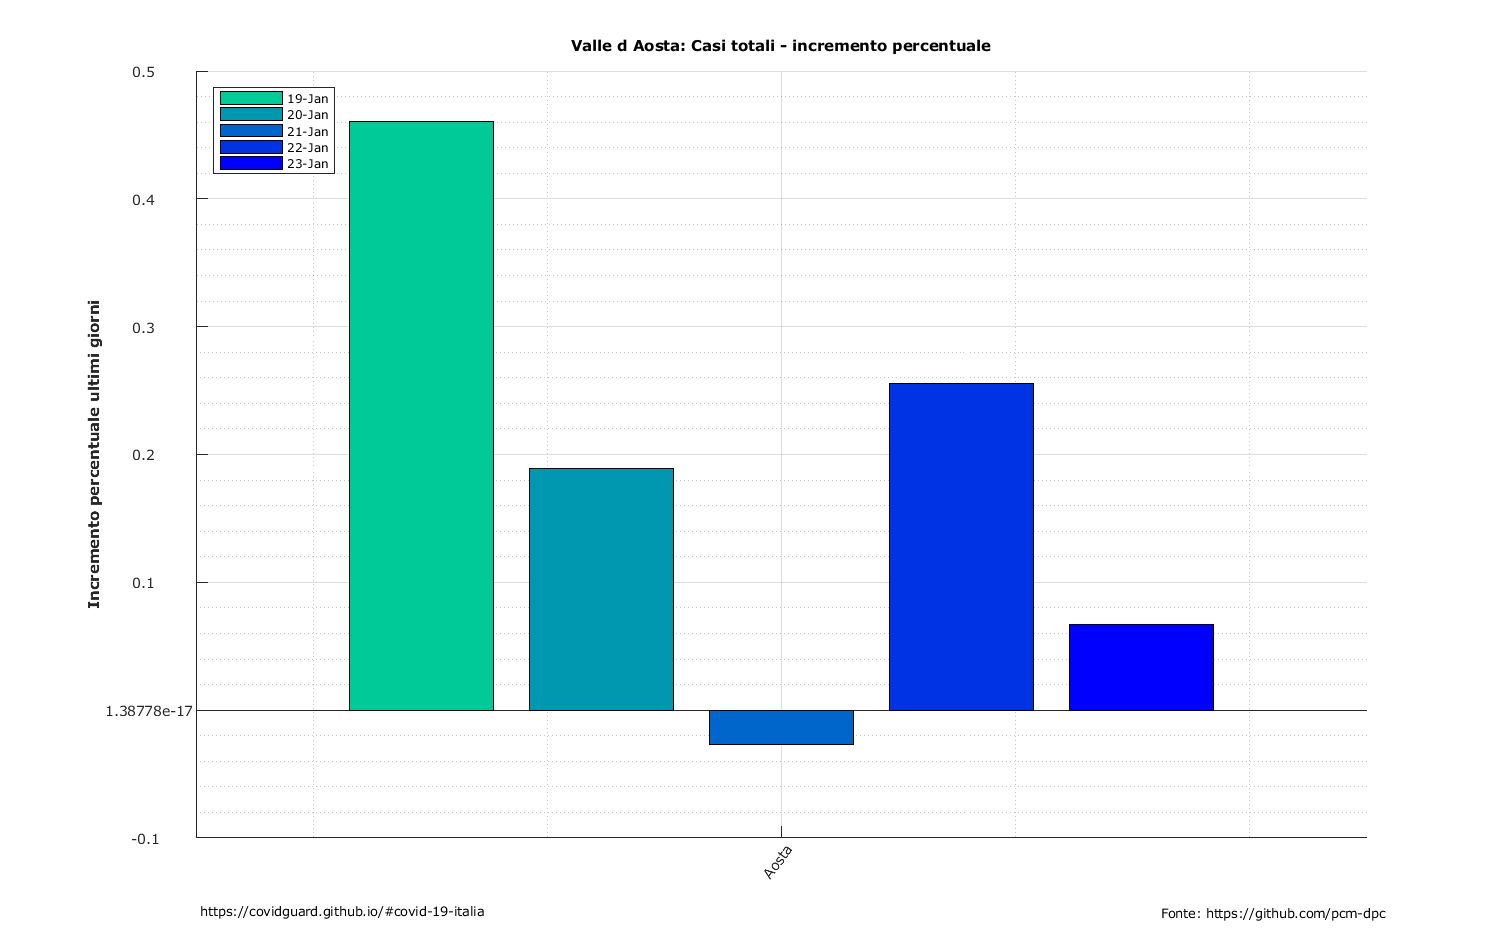 Valle d Aosta: Casi totali - incremento percentuale
0.5
19-Jan
20-Jan
21-Jan
22-Jan
23-Jan
0.4
0.3
Incremento percentuale ultimi giorni
0.2
0.1
1.38778e-17
-0.1
Aosta
https://covidguard.github.io/#covid-19-italia
Fonte: https://github.com/pcm-dpc